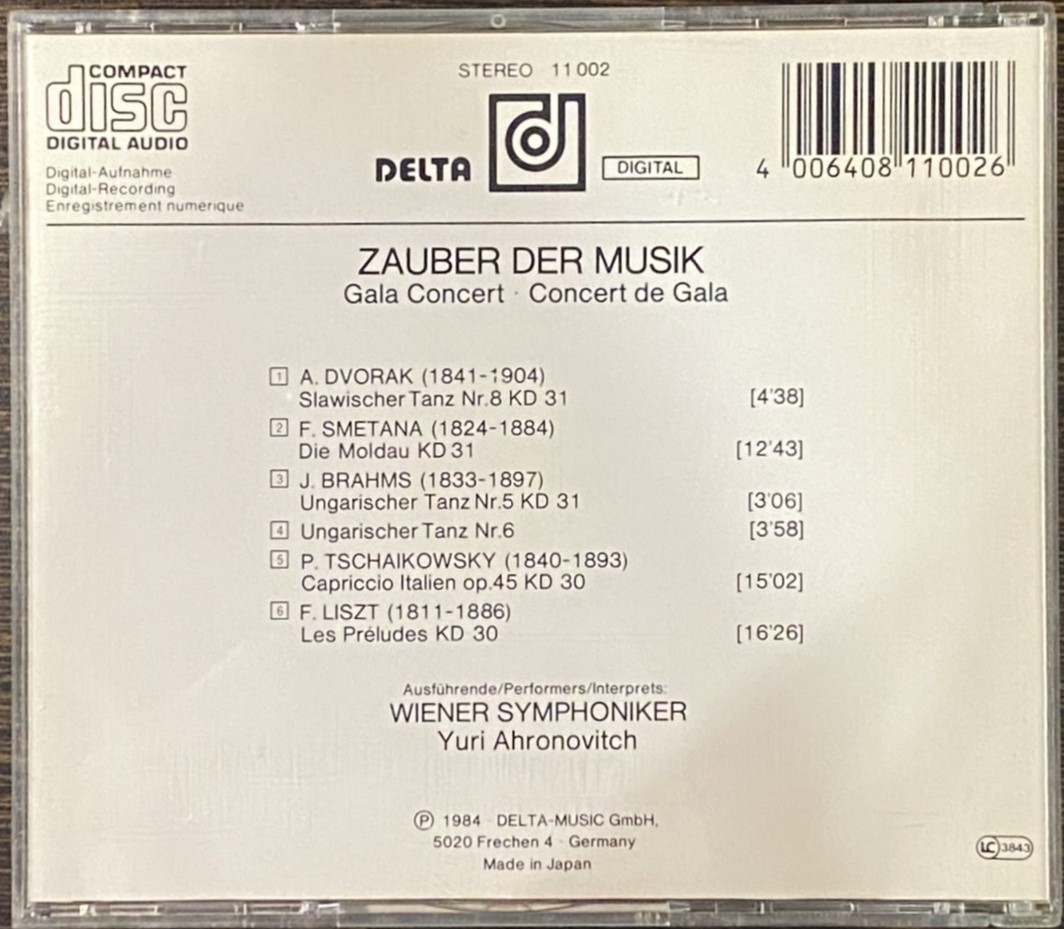 COMPACT
disc
DIGITAL AUDIO
Digital-Aufnahme
Digital-Recording
Enregistrement numerique
STEREO 11 002
DELTA
d
DIGITAL
4 006408 110026
ZAUBER DER MUSIK
Gala Concert · Concert de Gala
1 A. DVORAK (1841-1904)
Slawischer Tanz Nr.8 KD 31 [4'38]
2 F. SMETANA (1824-1884)
Die Moldau KD 31 [12'43]
3 J. BRAHMS (1833-1897)
Ungarischer Tanz Nr.5 KD 31 [3'06]
4 Ungarischer Tanz Nr.6 [3'58]
5 P. TSCHAIKOWSKY (1840-1893)
Capriccio Italien op.45 KD 30 [15'02]
6 F. LISZT (1811-1886)
Les Préludes KD 30 [16'26]
Ausführende/Performers/Interprets:
WIENER SYMPHONIKER
Yuri Ahronovitch
Ⓟ 1984 · DELTA-MUSIC GmbH,
5020 Frechen 4 · Germany
Made in Japan
LC 3843